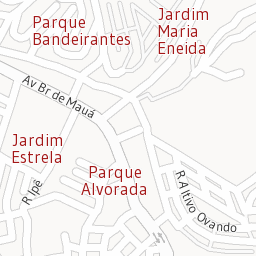 Parque
Bandeirantes
Jardim
Maria
Eneida
Av Br de Mauá
Jardim
Estrela
R Ipê
Parque
Alvorada
R Altivo Ovando